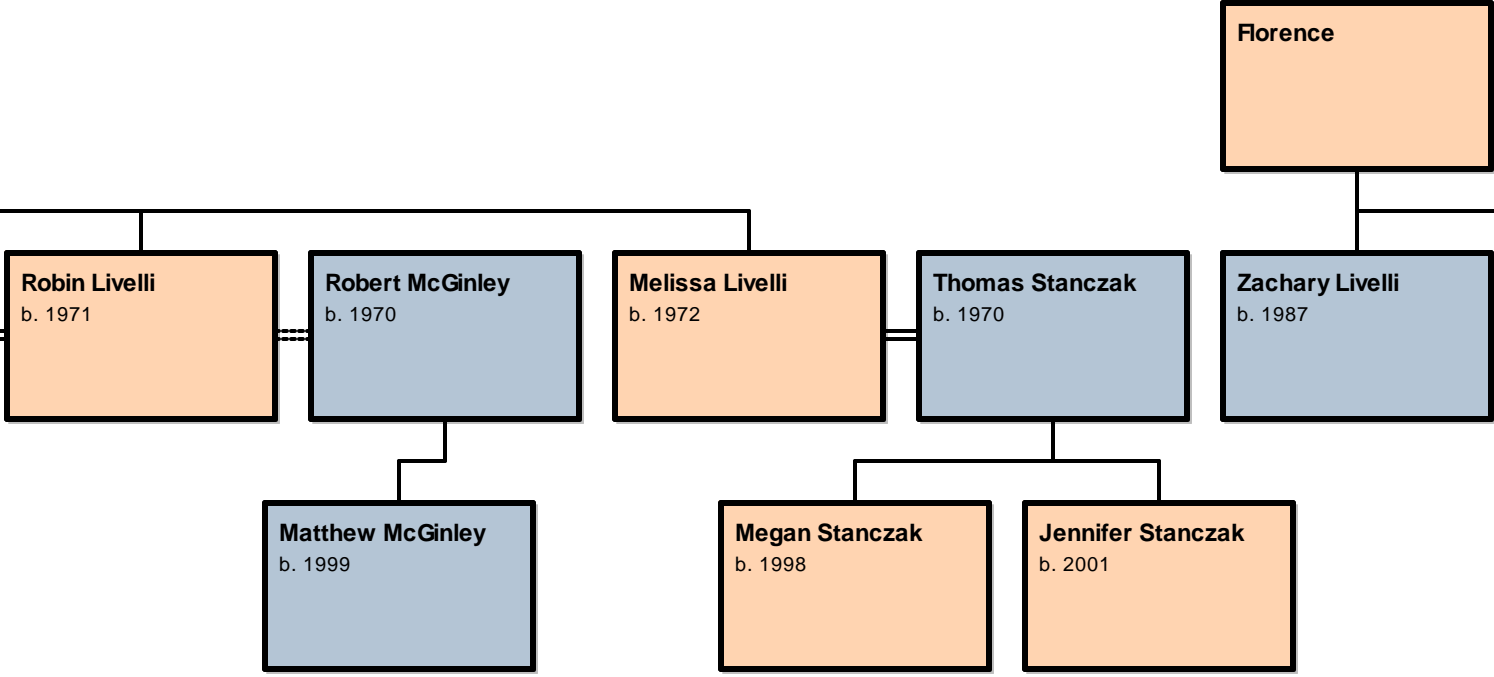 Florence
Robin Livelli
b. 1971
Robert McGinley
b. 1970
Melissa Livelli
b. 1972
Thomas Stanczak
b. 1970
Zachary Livelli
b. 1987
Matthew McGinley
b. 1999
Megan Stanczak
b. 1998
Jennifer Stanczak
b. 2001